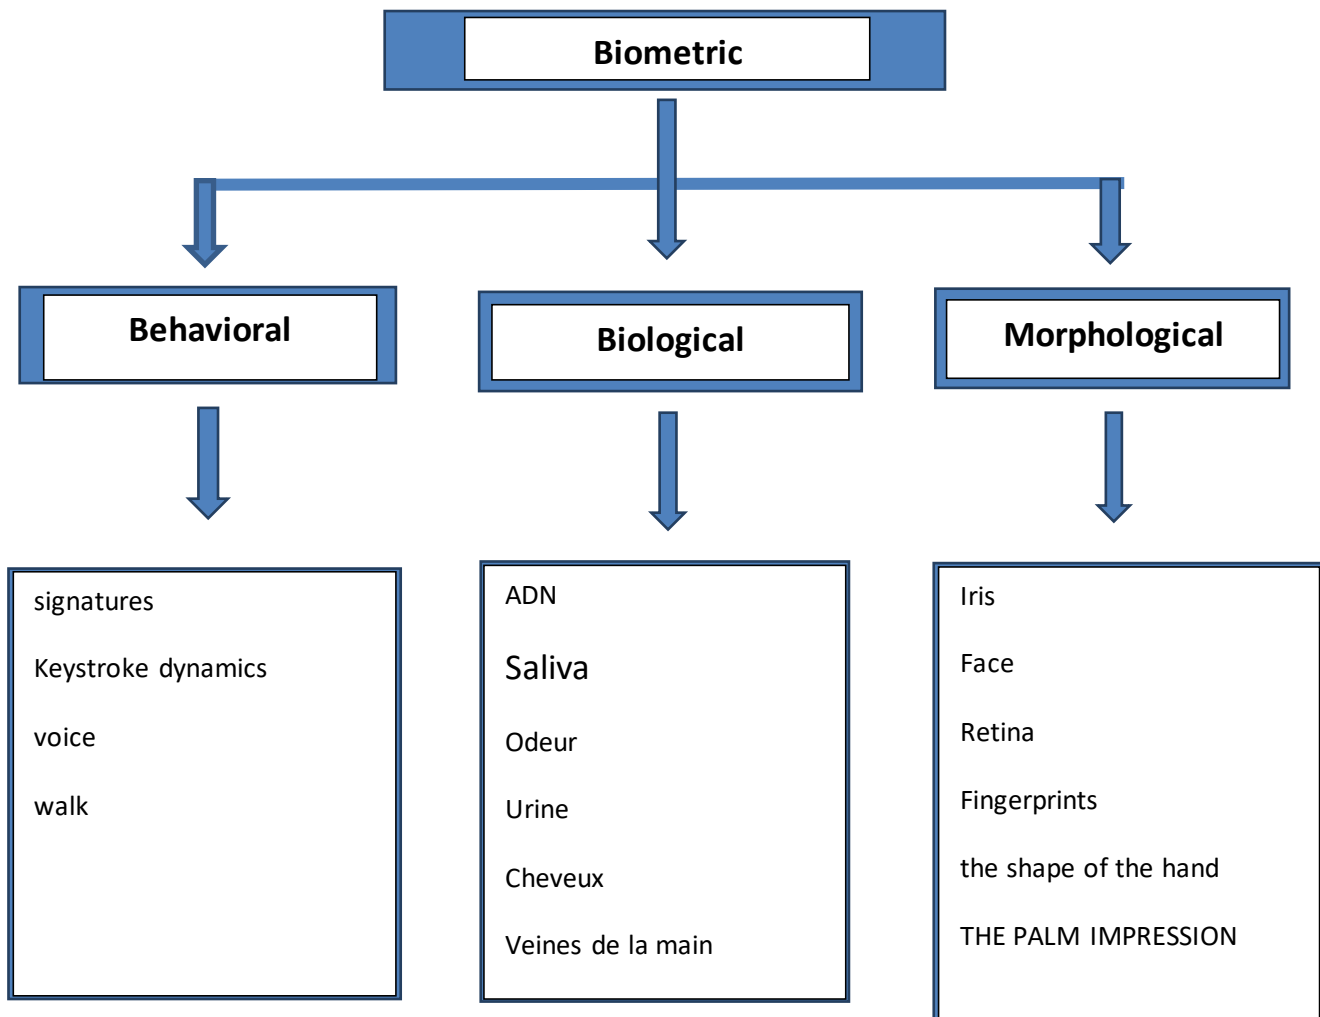 Biometric
Behavioral
Biological
Morphological
signatures
Keystroke dynamics
voice
walk
ADN
Saliva
Odeur
Urine
Cheveux
Veines de la main
Iris
Face
Retina
Fingerprints
the shape of the hand
THE PALM IMPRESSION